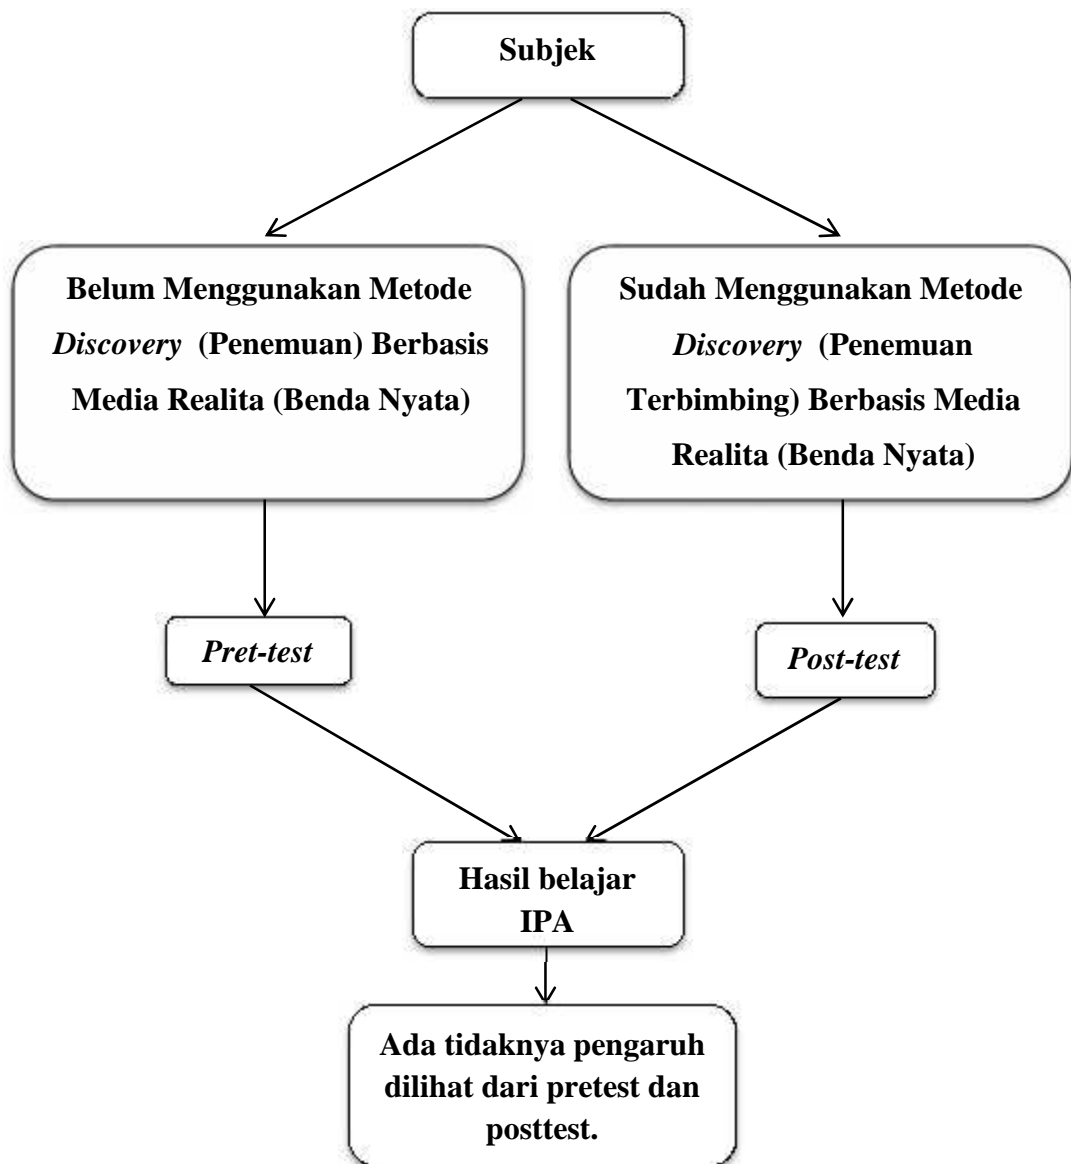 Subjek
Belum Menggunakan Metode
Discovery (Penemuan) Berbasis
Media Realita (Benda Nyata)
Sudah Menggunakan Metode
Discovery (Penemuan
Terbimbing) Berbasis Media
Realita (Benda Nyata)
Pret-test
Post-test
Hasil belajar
IPA
Ada tidaknya pengaruh
dilihat dari pretest dan
posttest.